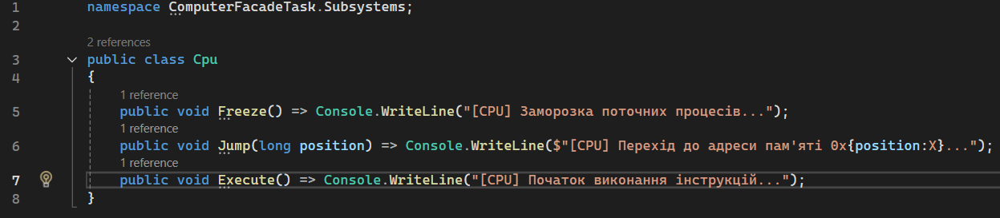 1 namespace ComputerFacadeTask.Subsystems;
2
2 references
3 public class Cpu
4 {
1 reference
5 public void Freeze() => Console.WriteLine("[CPU] Заморозка поточних процесів...");
1 reference
6 public void Jump(long position) => Console.WriteLine($"[CPU] Перехід до адреси пам'яті 0x{position:X}...");
1 reference
7 public void Execute() => Console.WriteLine("[CPU] Початок виконання інструкцій...");
8 }